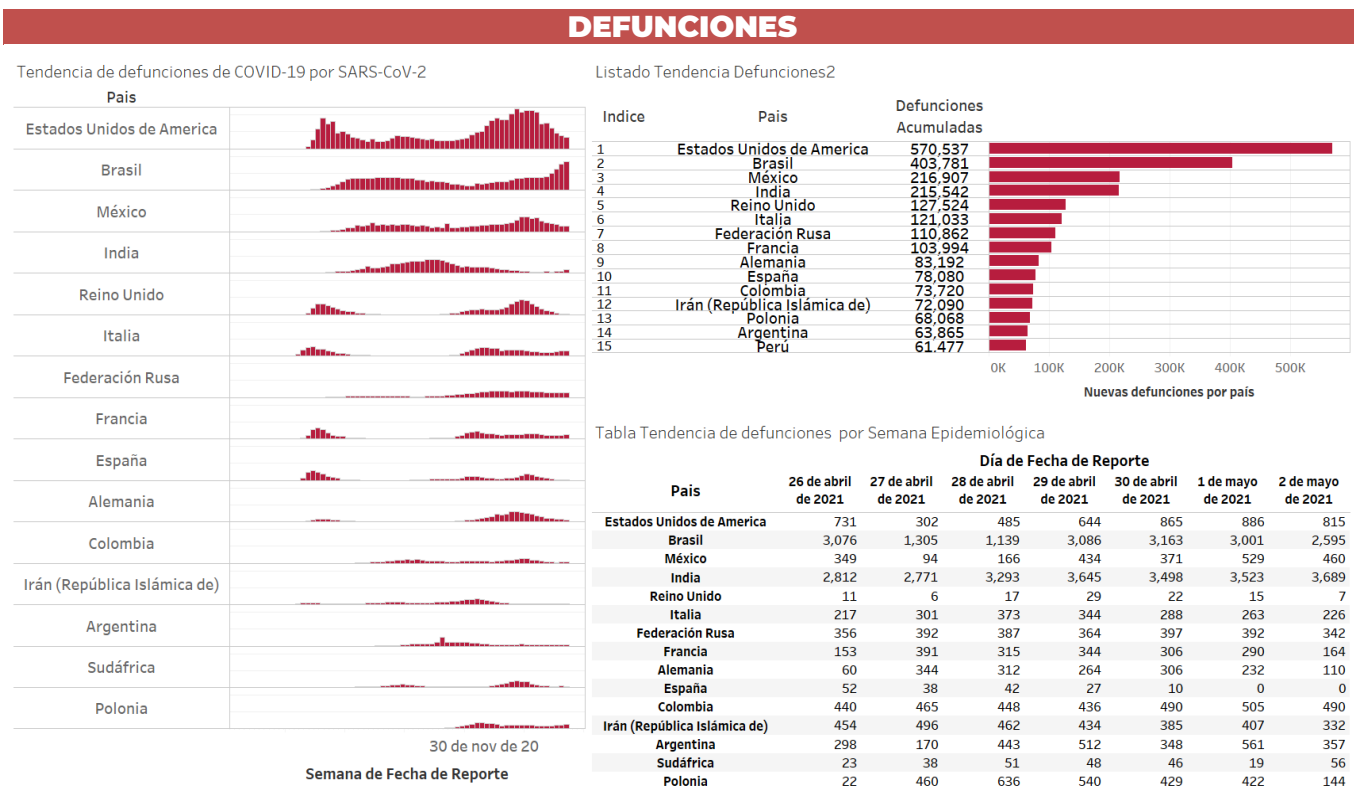 DEFUNCIONES
Tendencia de defunciones de COVID-19 por SARS-CoV-2
Pais
Estados Unidos de America
Brasil
México
India
Reino Unido
Italia
Federación Rusa
Francia
España
Alemania
Colombia
Irán (República Islámica de)
Argentina
Sudáfrica
Polonia
30 de nov de 20
Semana de Fecha de Reporte
Listado Tendencia Defunciones2
Indice Pais Defunciones
Acumuladas
1 Estados Unidos de America 570,537
2 Brasil 403,781
3 México 216,907
4 India 215,542
5 Reino Unido 127,524
6 Italia 121,033
7 Federación Rusa 110,862
8 Francia 103,994
9 Alemania 83,192
10 España 78,080
11 Colombia 73,720
12 Irán (República Islámica de) 72,090
13 Polonia 68,068
14 Argentina 63,865
15 Perú 61.477
0K 100K 200K 300K 400K 500K
Nuevas defunciones por país
Tabla Tendencia de defunciones por Semana Epidemiológica
Día de Fecha de Reporte
Pais 26 de abril 27 de abril 28 de abril 29 de abril 30 de abril 1 de mayo 2 de mayo
de 2021 de 2021 de 2021 de 2021 de 2021 de 2021 de 2021
Estados Unidos de America 731 302 485 644 865 886 815
Brasil 3,076 1,305 1,139 3,086 3,163 3,001 2,595
México 349 94 166 434 371 529 460
India 2,812 2,771 3,293 3,645 3,498 3,523 3,689
Reino Unido 11 6 17 29 22 15 7
Italia 217 301 373 344 288 263 226
Federación Rusa 356 392 387 364 397 392 342
Francia 153 391 315 344 306 290 164
Alemania 60 344 312 264 306 232 110
España 52 38 42 27 10 0 0
Colombia 440 465 448 436 490 505 490
Irán (República Islámica de) 454 496 462 434 385 407 332
Argentina 298 170 443 512 348 561 357
Sudáfrica 23 38 51 48 46 19 56
Polonia 22 460 636 540 429 422 144